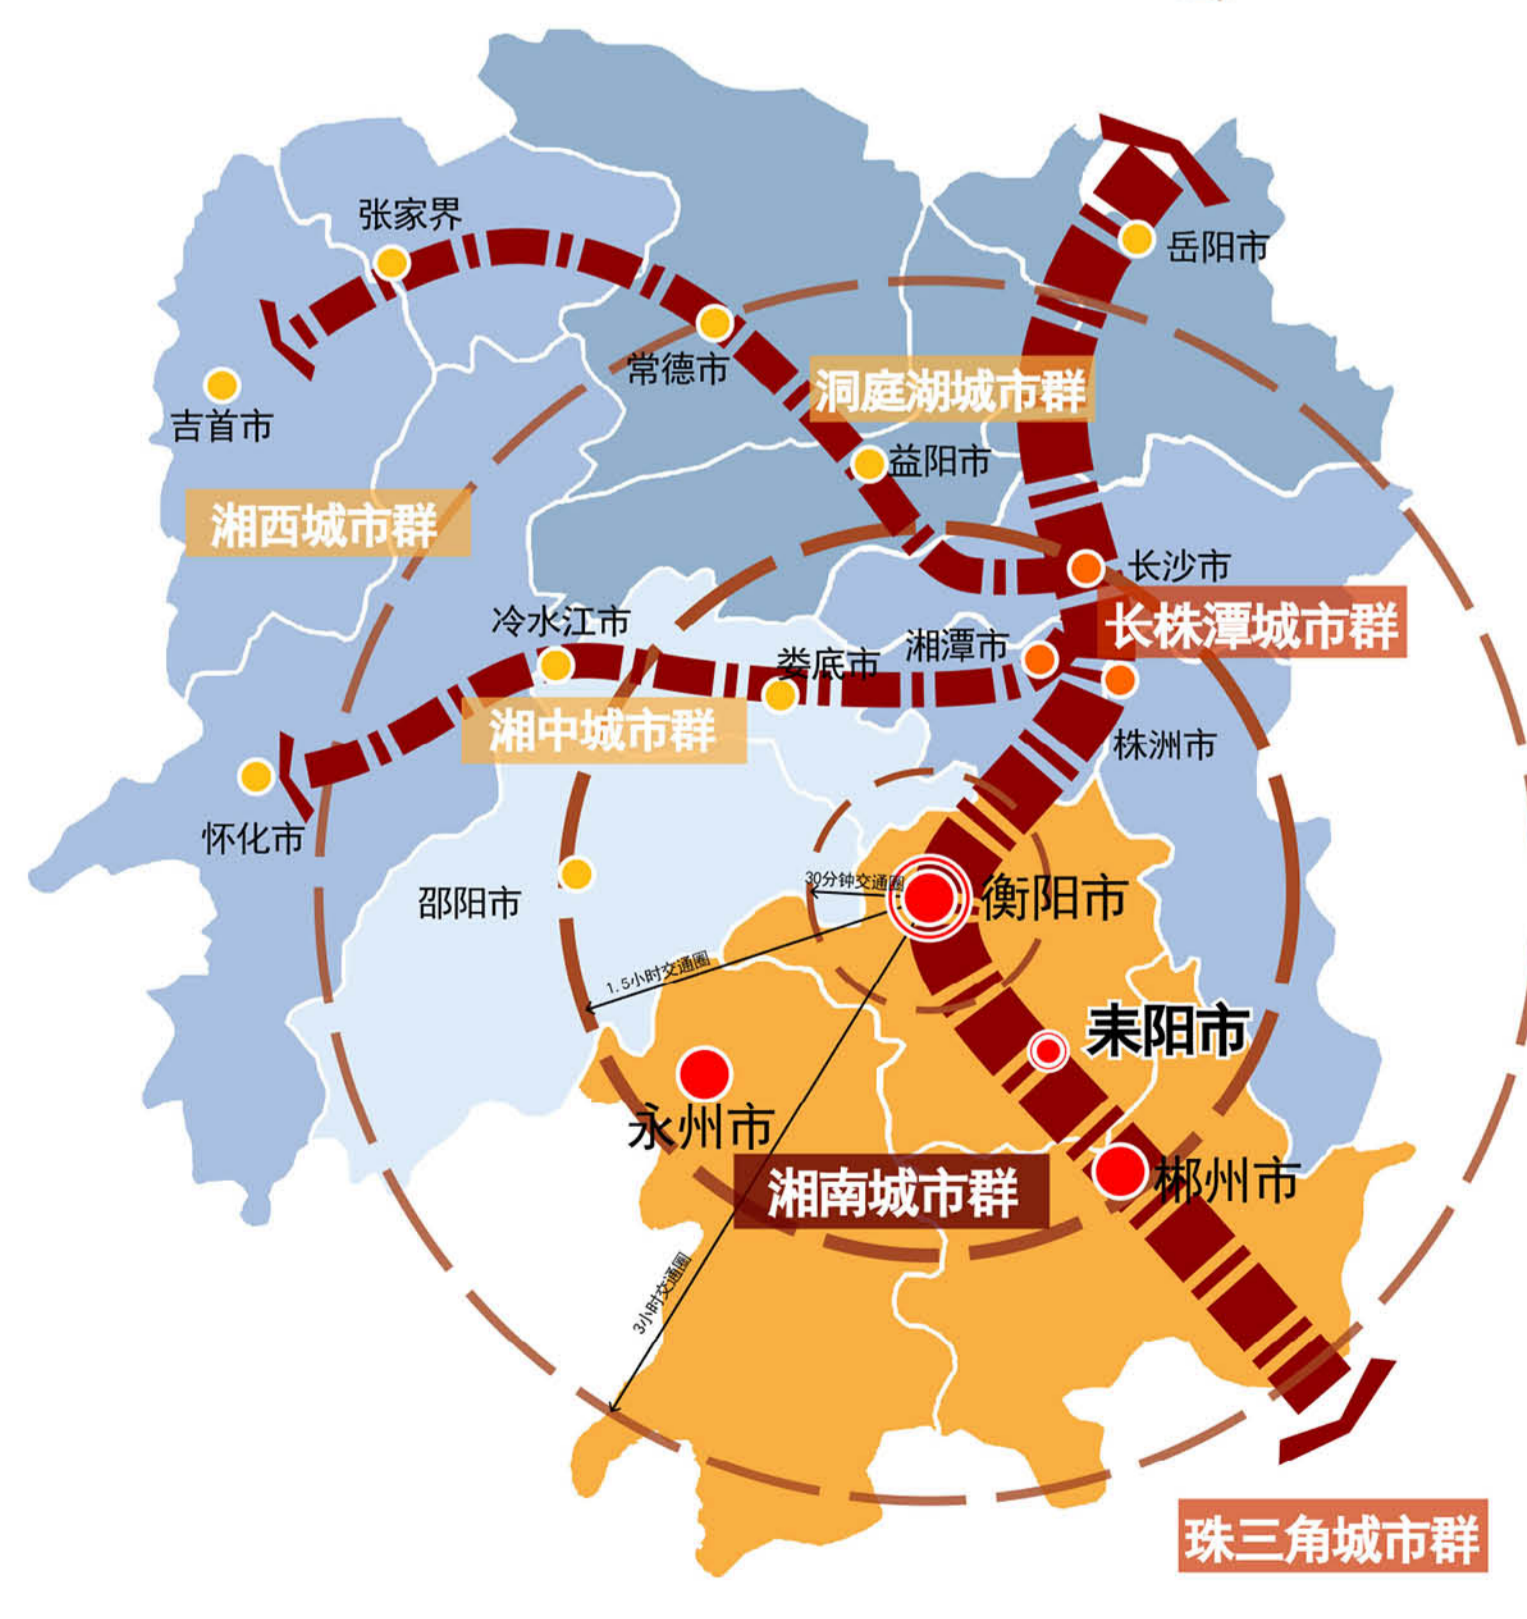 张家界
岳阳市
常德市
洞庭湖城市群
吉首市
益阳市
湘西城市群
长沙市
冷水江市
长株潭城市群
湘潭市
娄底市
湘中城市群
株洲市
怀化市
30分钟交通圈
衡阳市
邵阳市
1.5小时交通圈
耒阳市
永州市
郴州市
湘南城市群
3小时交通圈
珠三角城市群